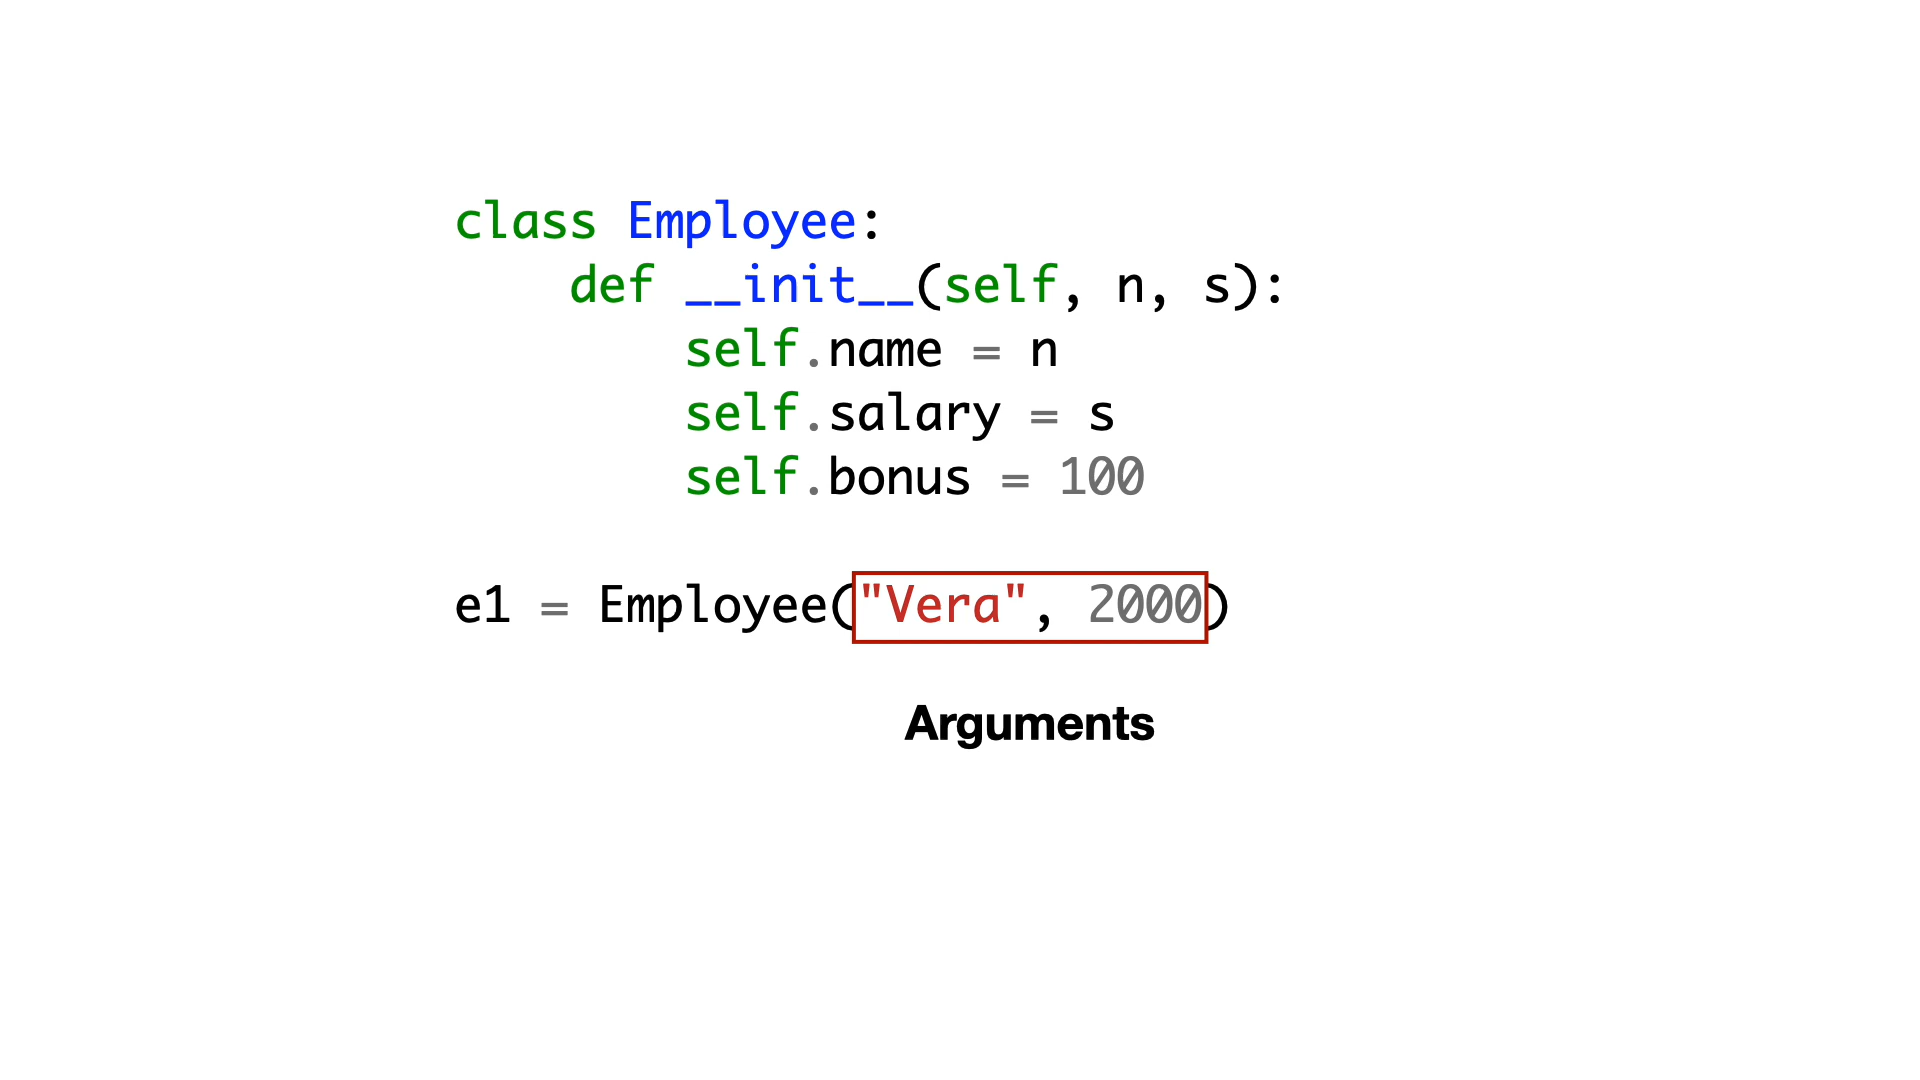 class Employee:
    def __init__(self, n, s):
        self.name = n
        self.salary = s
        self.bonus = 100
e1 = Employee("Vera", 2000)
Arguments